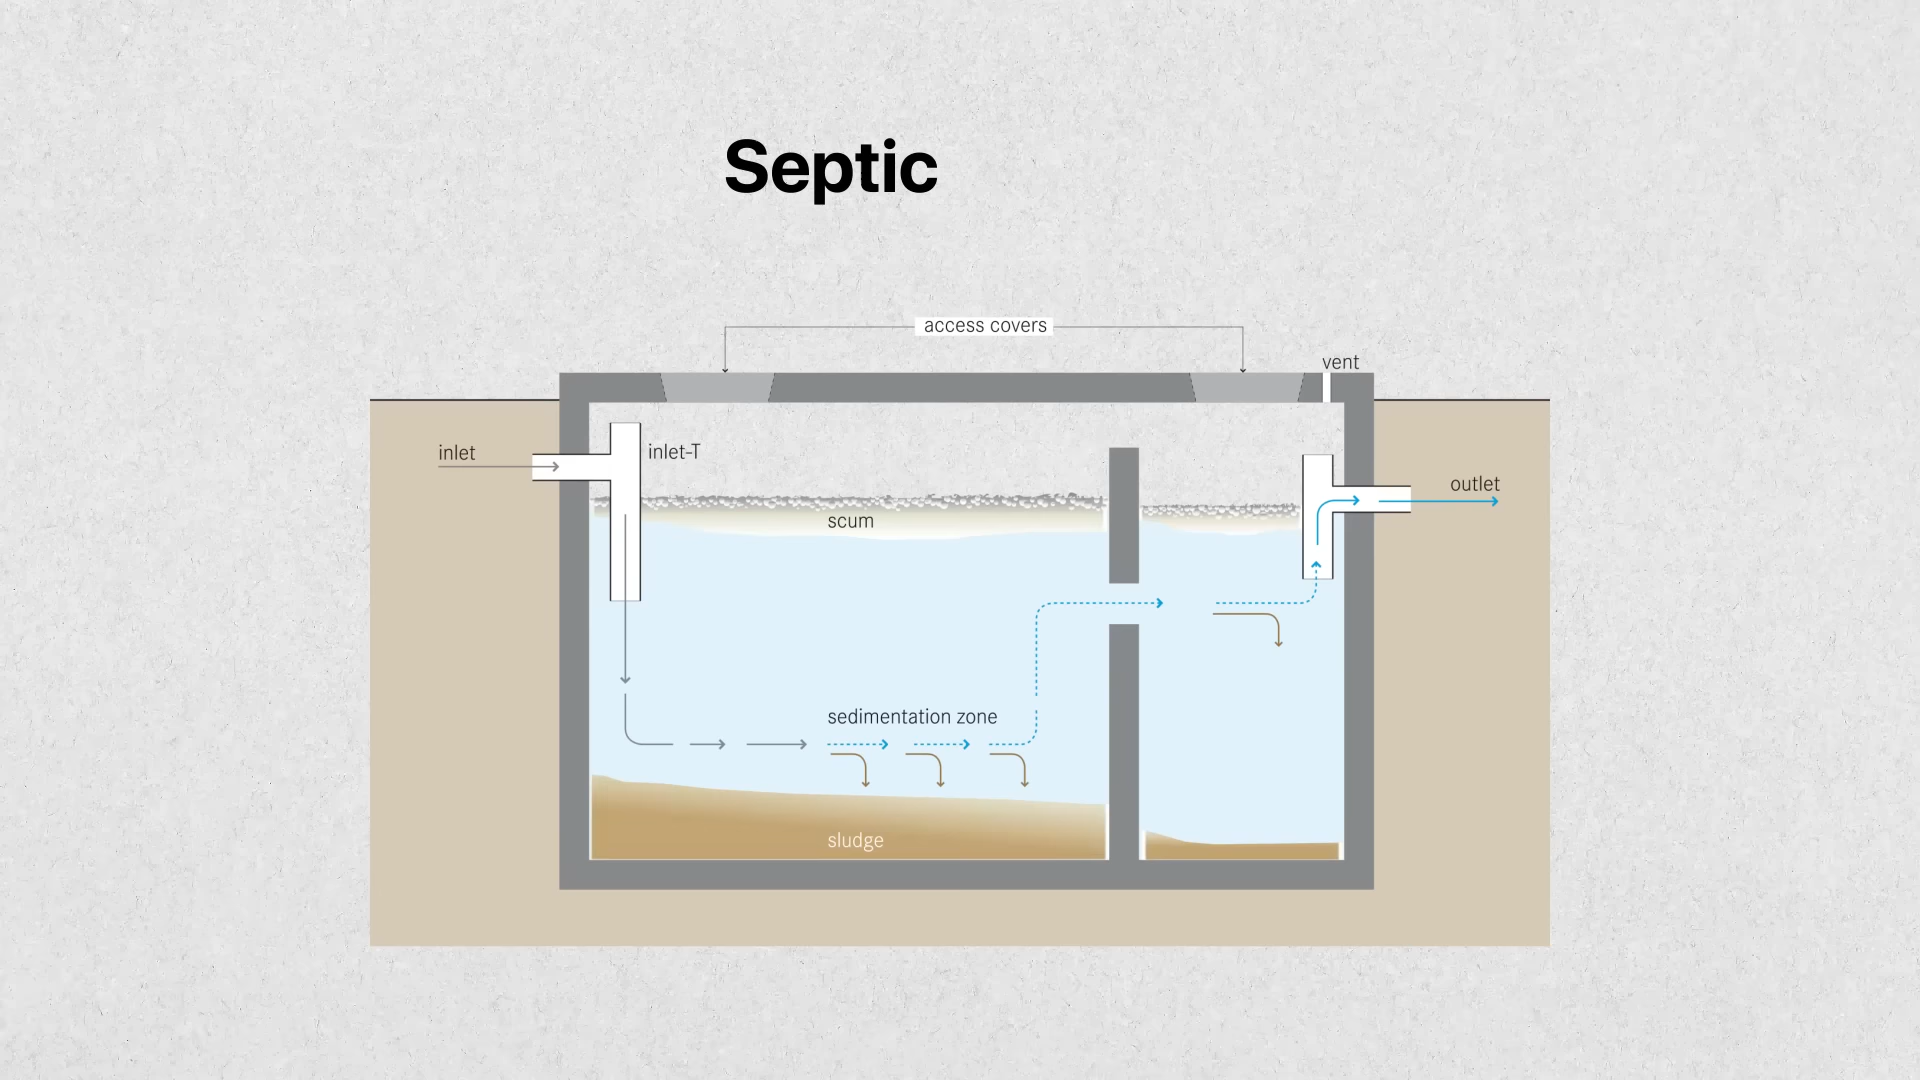 Septic
access covers
vent
inlet
inlet-T
outlet
scum
sedimentation zone
sludge